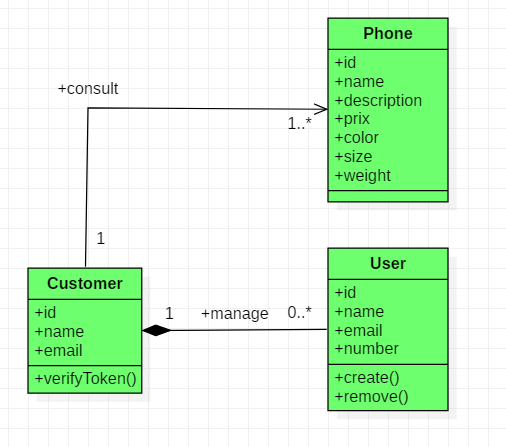 Phone
+id
+name
+description
+prix
+color
+size
+weight
+consult
1..*
1
Customer
+id
+name
+email
+verifyToken()
1
+manage
0..*
User
+id
+name
+email
+number
+create()
+remove()